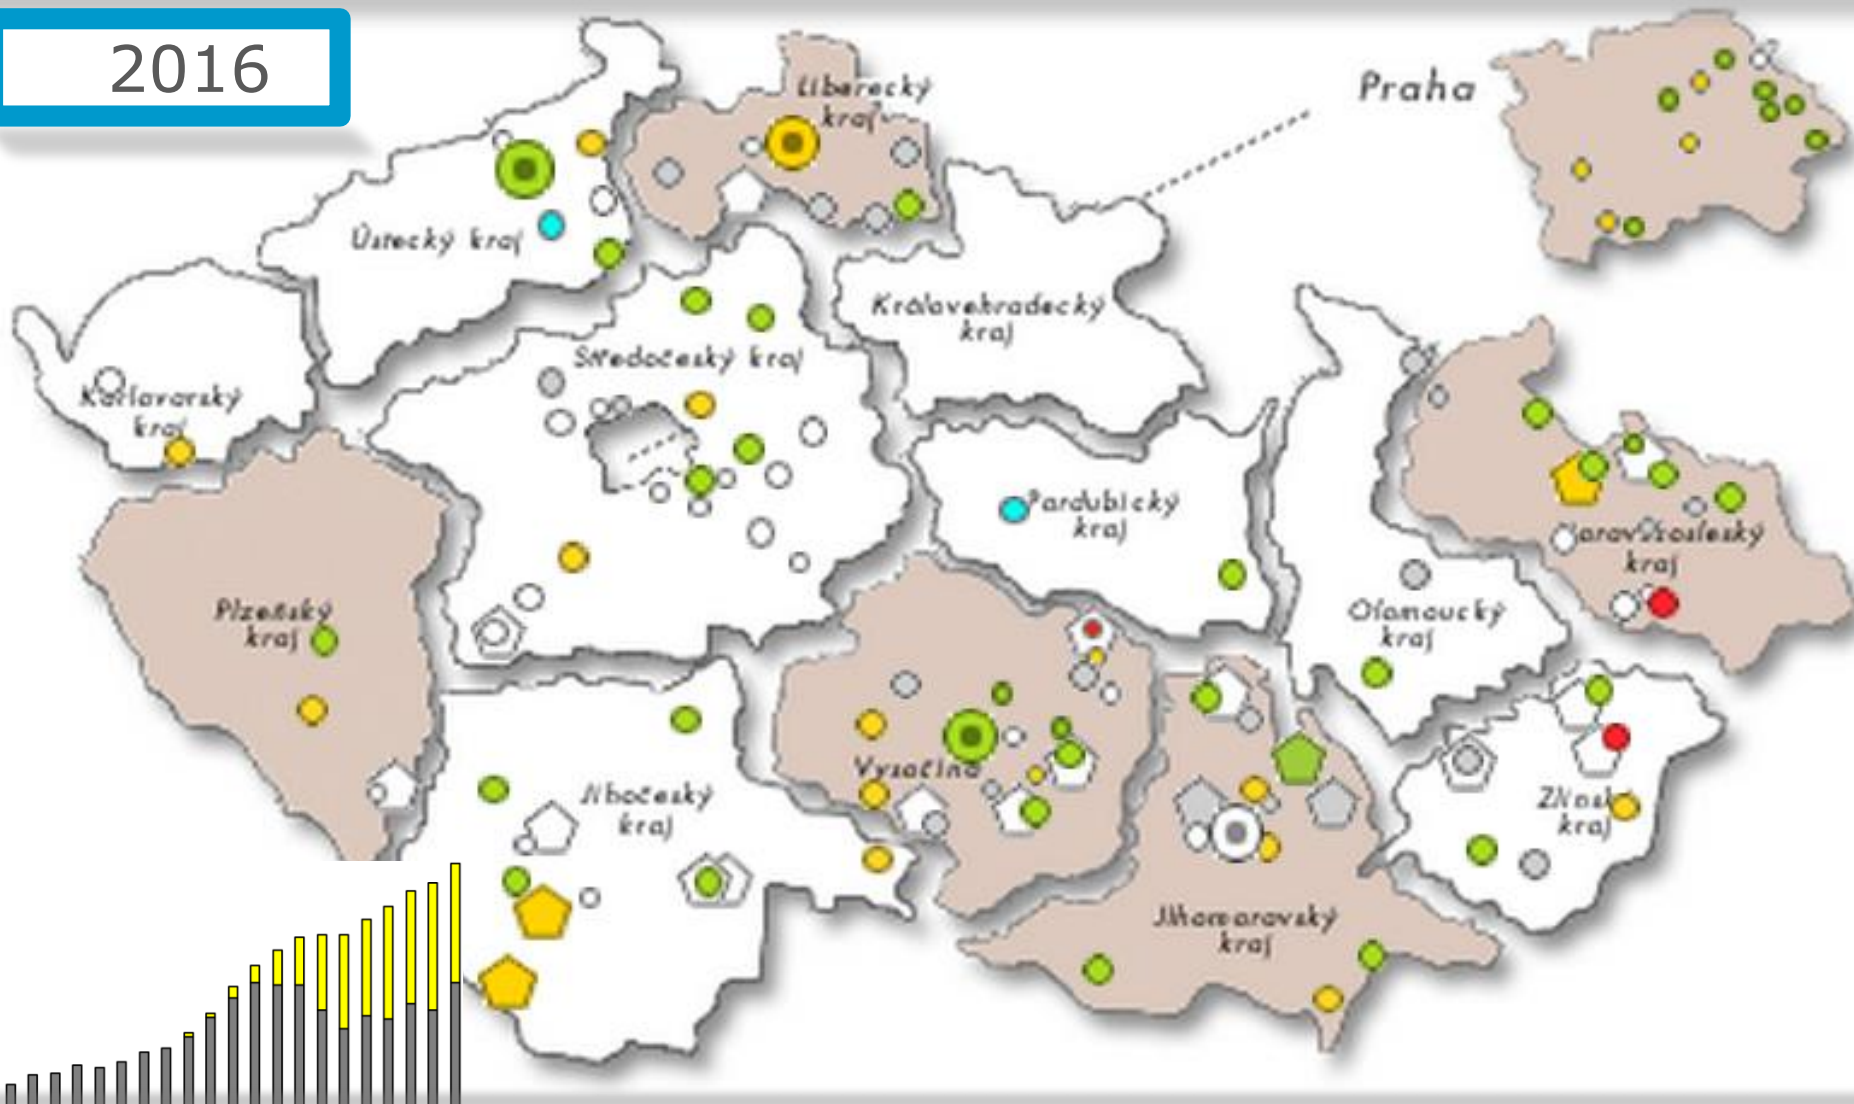 2016
Liberecký
kraj
Praha
Ústecký kraj
Královehradecký
kraj
Středočeský kraj
Karlovarský
kraj
Pardubický
kraj
kraj
Plzeňský
kraj
Olomoucký
kraj
Vysočina
Jihočeský
kraj
kraj
Jihomoravský
kraj